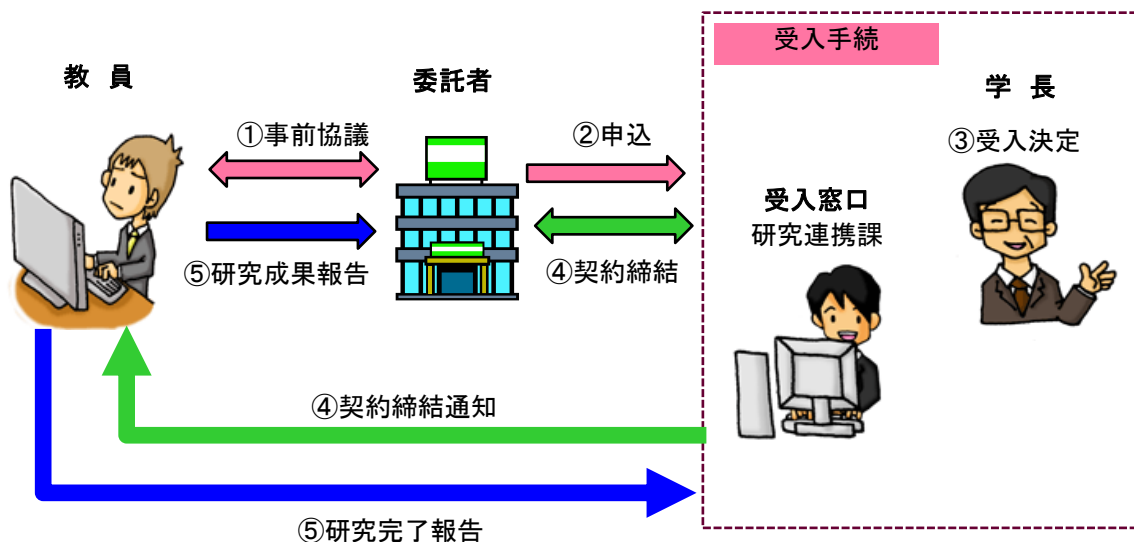 受入手続
教 員
委託者
学 長
①事前協議
②申込
③受入決定
受入窓口
研究連携課
⑤研究成果報告
④契約締結
④契約締結通知
⑤研究完了報告